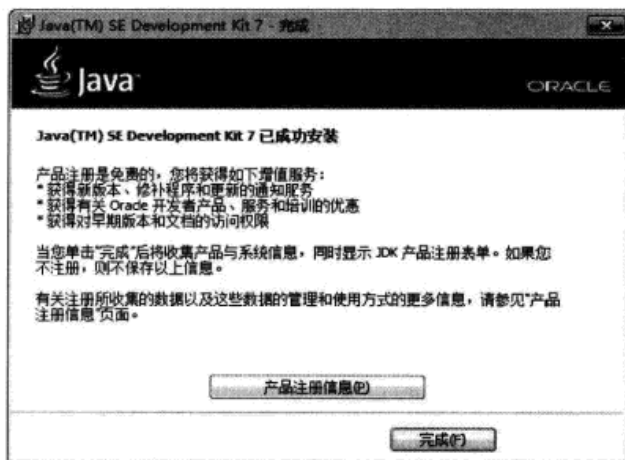 Java(TM) SE Development Kit 7 - 完成
Java
ORACLE
Java(TM) SE Development Kit 7 已成功安装
产品注册是免费的，您将获得如下增值服务：
* 获得新版本、修补程序和更新的通知服务
* 获得有关 Oracle 开发者产品、服务和培训的优惠
* 获得对早期版本和文档的访问权限
当您单击"完成"后将收集产品与系统信息，同时显示 JDK 产品注册表单。如果您
不注册，则不保存以上信息。
有关注册所收集的数据以及这些数据的管理和使用方式的更多信息，请参见"产品
注册信息"页面。
产品注册信息(P)
完成(F)